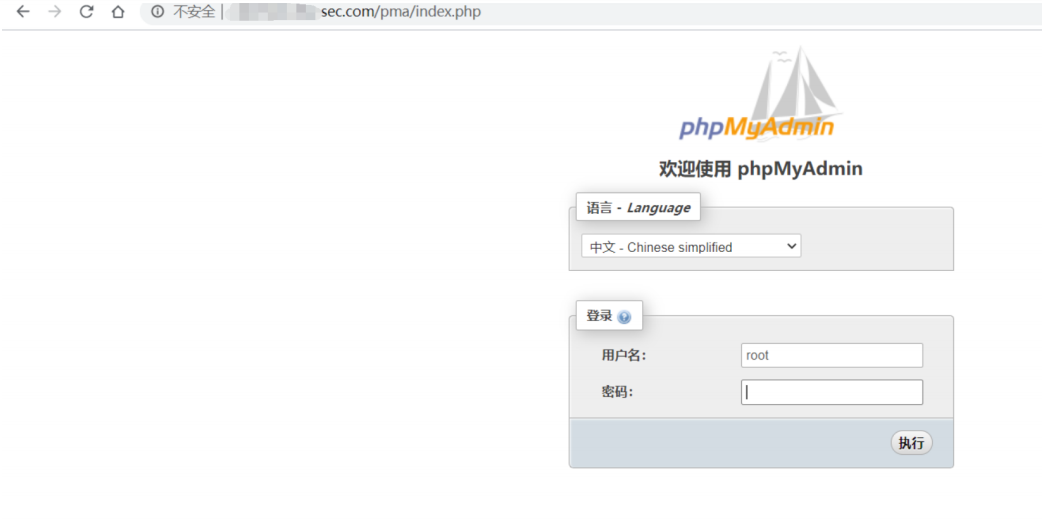 不安全 | sec.com/pma/index.php
phpMyAdmin
欢迎使用 phpMyAdmin
语言 - Language
中文 - Chinese simplified
登录
用户名：
root
密码：
执行